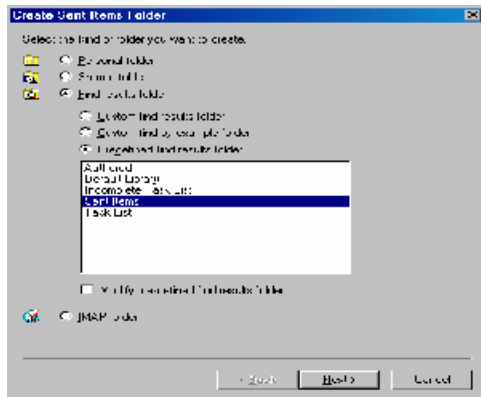 Create Sent Items Folder
Select the kind of folder you want to create.
Personal folder
Shared folder
Find results folder
Custom find results folder
Custom find by example folder
Predefined find results folder
Authored
Default Library
Incomplete Task List
Sent Items
Task List
Modify predefined find results folder
IMAP folder
< Back
Next >
Cancel